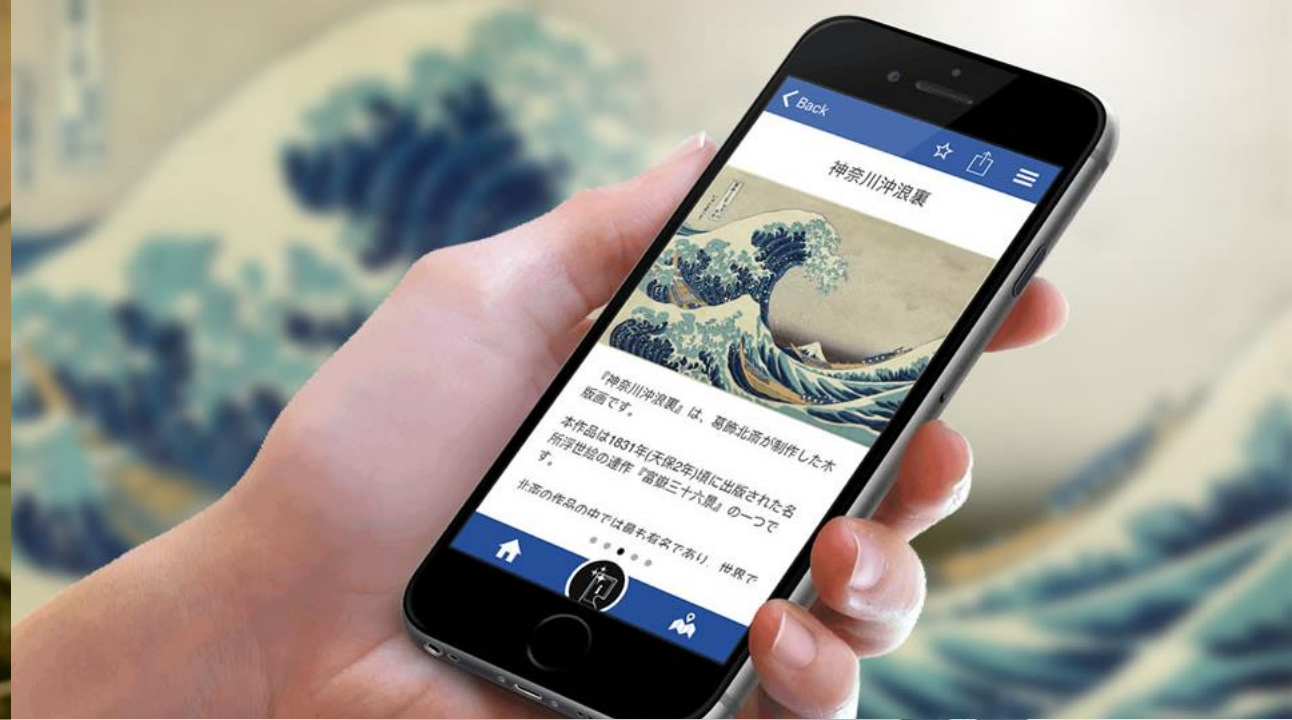 Back
神奈川沖浪裏
『神奈川沖浪裏』は、葛飾北斎が制作した木
版画です。
本作品は1831年(天保2年)頃に出版された名
所浮世絵の連作『富嶽三十六景』の一つで
す。
北斎の作品の中では最も有名であり、世界で